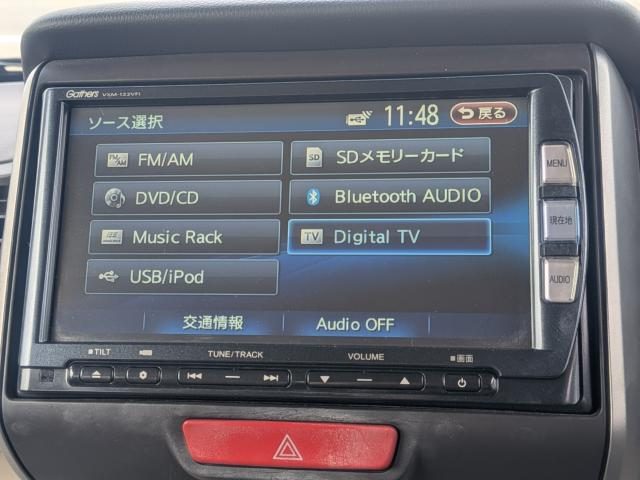 Gathers VXM-122VFi
ソース選択 11:48 戻る
FM/AM
SD SDメモリーカード
DVD/CD
Bluetooth AUDIO
Music Rack
TV Digital TV
USB/iPod
交通情報 Audio OFF
MENU
現在地
AUDIO
TILT TUNE/TRACK VOLUME 画面